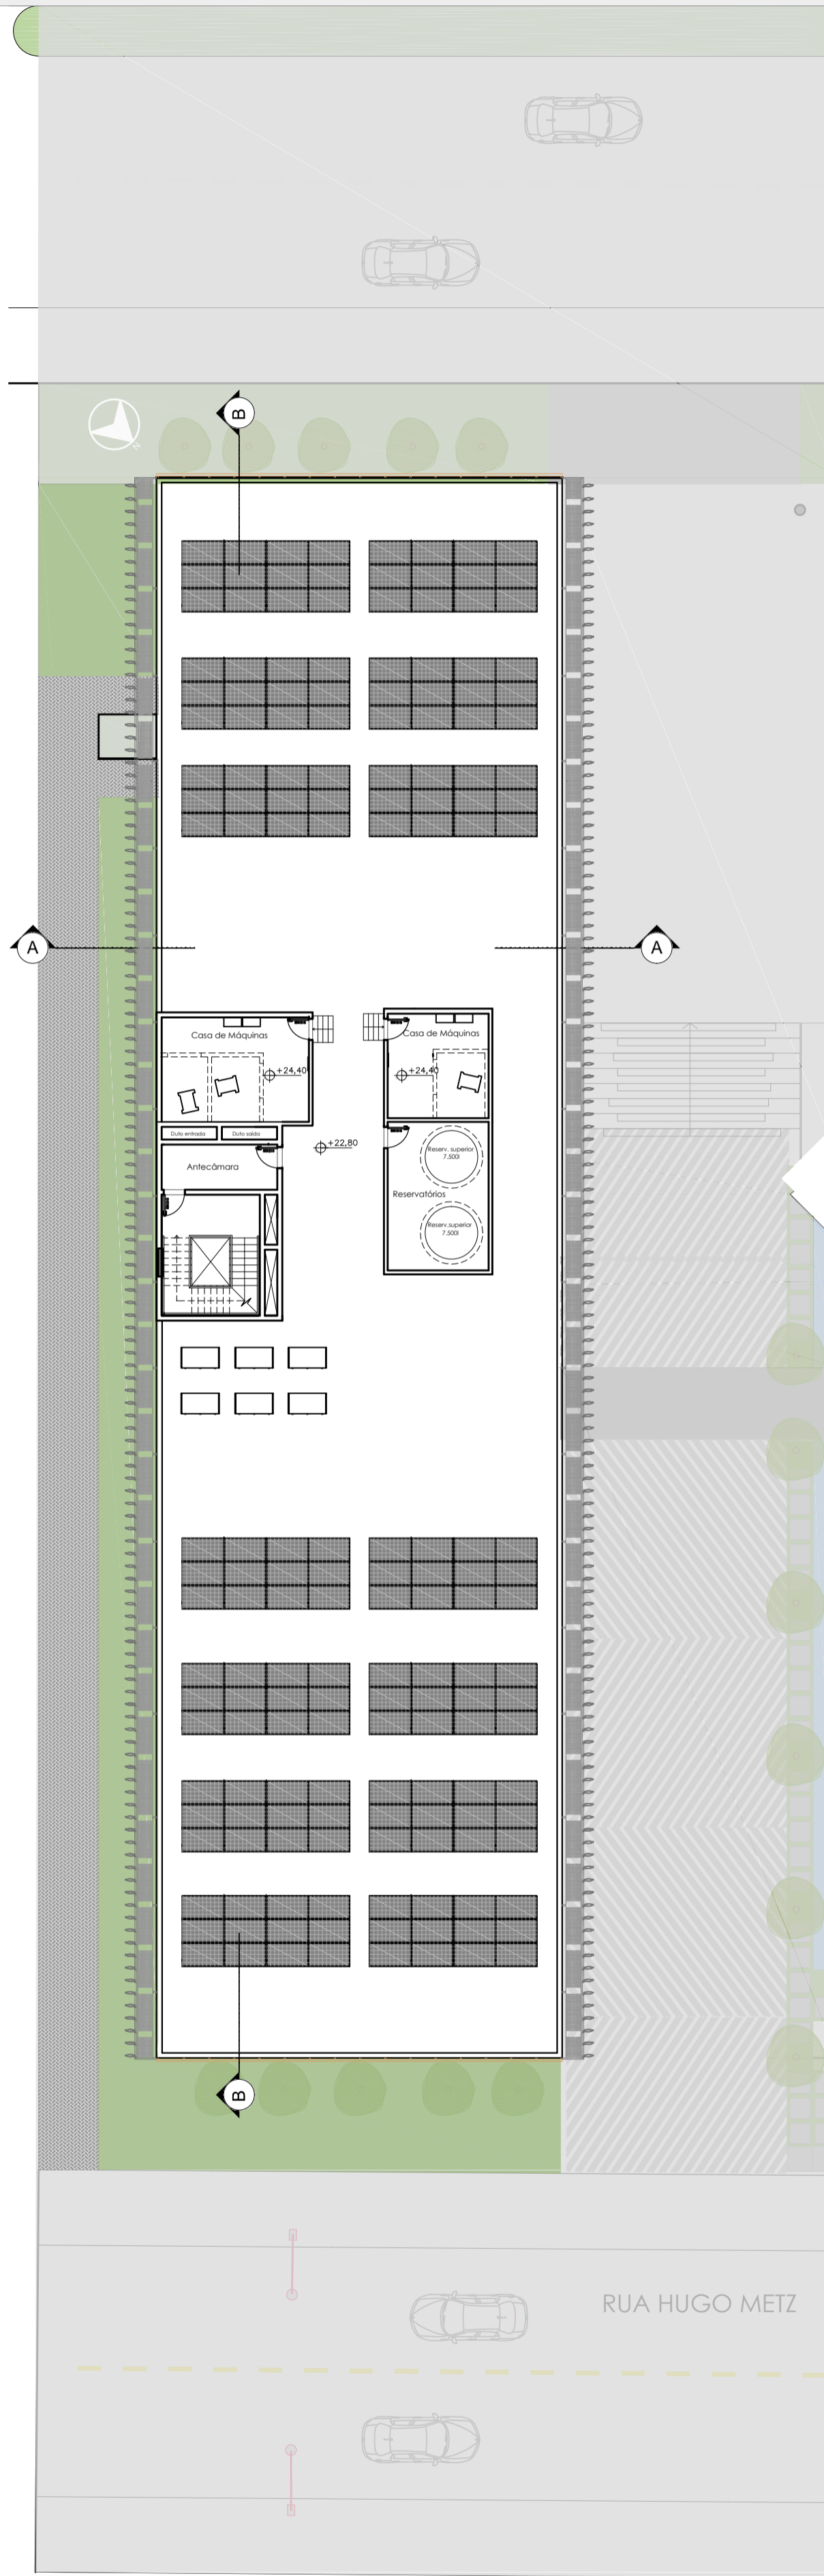 B
N
A
A
Casa de Máquinas
Casa de Máquinas
+24,40
+24,40
Duto entrada
Duto saída
+22,80
Antecâmara
Reserv. superior
7.500l
Reservatórios
Reserv.superior
7.500l
B
RUA HUGO METZ